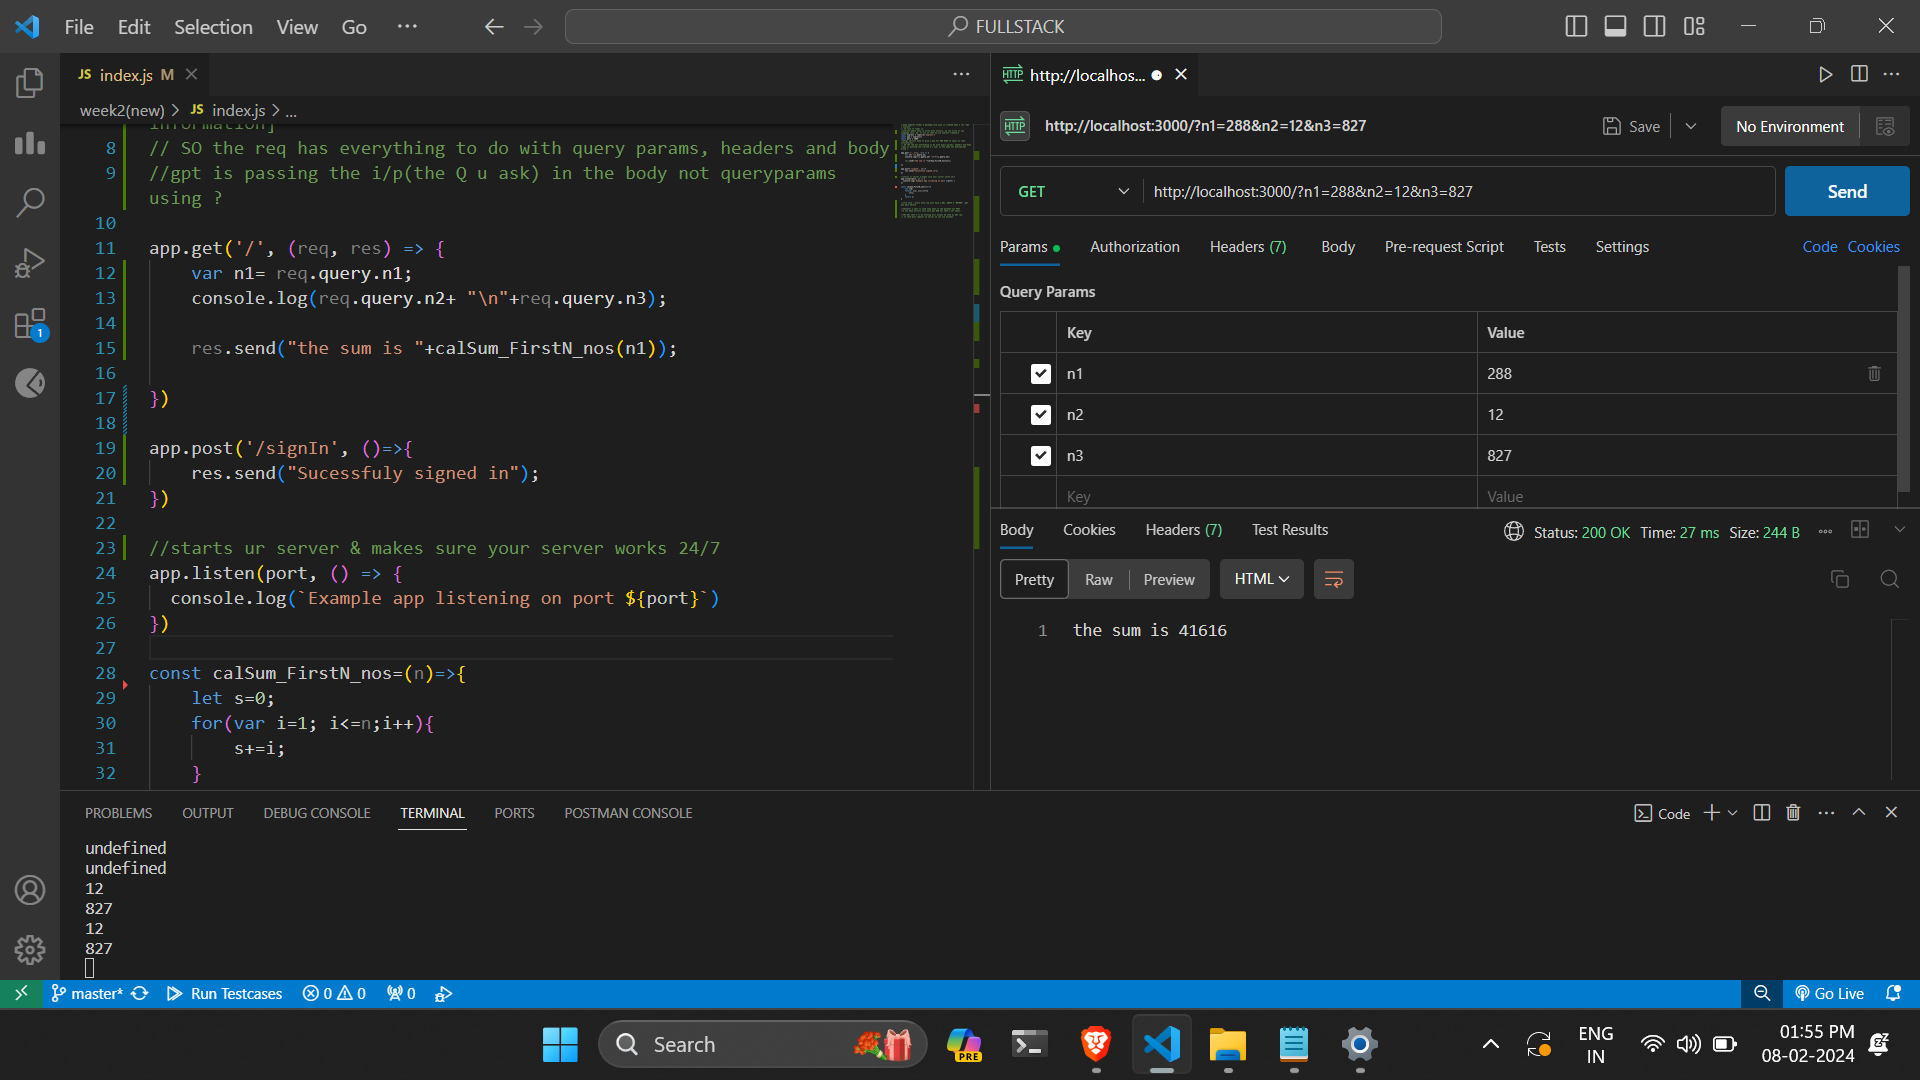 File Edit Selection View Go ··· FULLSTACK
JS index.js M
week2(new) > JS index.js > ...
information]
8 // SO the req has everything to do with query params, headers and body
9 //gpt is passing the i/p(the Q u ask) in the body not queryparams
using ?
10
11 app.get('/', (req, res) => {
12 var n1= req.query.n1;
13 console.log(req.query.n2+ "\n"+req.query.n3);
14
15 res.send("the sum is "+calSum_FirstN_nos(n1));
16
17 })
18
19 app.post('/signIn', ()=>{
20 res.send("Sucessfuly signed in");
21 })
22
23 //starts ur server & makes sure your server works 24/7
24 app.listen(port, () => {
25 console.log(`Example app listening on port ${port}`)
26 })
27
28 const calSum_FirstN_nos=(n)=>{
29 let s=0;
30 for(var i=1; i<=n;i++){
31 s+=i;
32 }
HTTP http://localhos...
HTTP http://localhost:3000/?n1=288&n2=12&n3=827 Save No Environment
GET http://localhost:3000/?n1=288&n2=12&n3=827 Send
Params Authorization Headers (7) Body Pre-request Script Tests Settings Code Cookies
Query Params
Key Value
n1 288
n2 12
n3 827
Key Value
Body Cookies Headers (7) Test Results Status: 200 OK Time: 27 ms Size: 244 B
Pretty Raw Preview HTML
1 the sum is 41616
PROBLEMS OUTPUT DEBUG CONSOLE TERMINAL PORTS POSTMAN CONSOLE Code
undefined
undefined
12
827
12
827
1
master* Run Testcases 0 0 0 Go Live
Search PRE ENG 01:55 PM
IN 08-02-2024